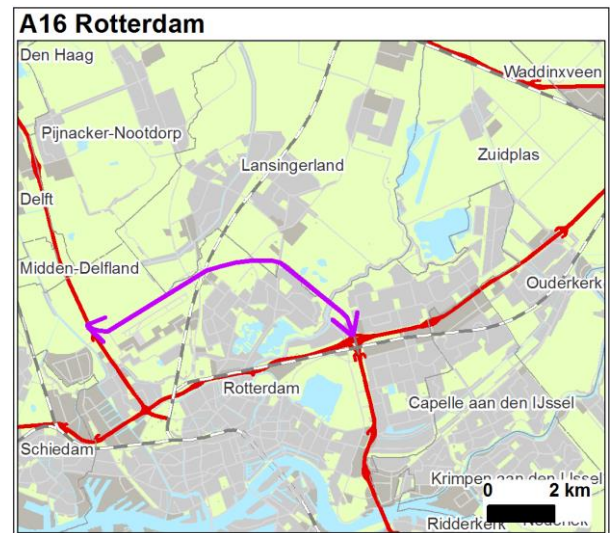 A16 Rotterdam
Den Haag
Waddinxveen
Pijnacker-Nootdorp
Zuidplas
Lansingerland
Delft
Midden-Delfland
Ouderkerk
Rotterdam
Capelle aan den IJssel
Schiedam
Krimpen aan den IJssel
0 2 km
Ridderkerk